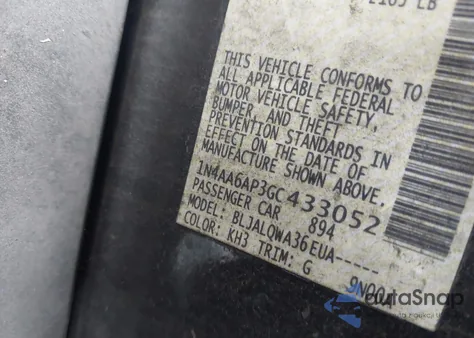 THIS VEHICLE CONFORMS TO
ALL APPLICABLE FEDERAL
MOTOR VEHICLE SAFETY,
BUMPER, AND THEFT
PREVENTION STANDARDS IN
EFFECT ON THE DATE OF
MANUFACTURE SHOWN ABOVE.
1N4AA6AP3GC433052
PASSENGER CAR 894
MODEL: BLJALQWA36EUA-----
COLOR: KH3 TRIM: G
autaSnap